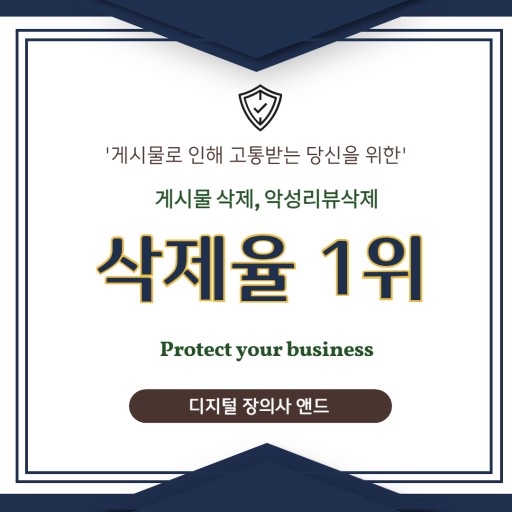 '게시물로 인해 고통받는 당신을 위한'
게시물 삭제, 악성리뷰삭제
삭제율 1위
Protect your business
디지털 장의사 앤드